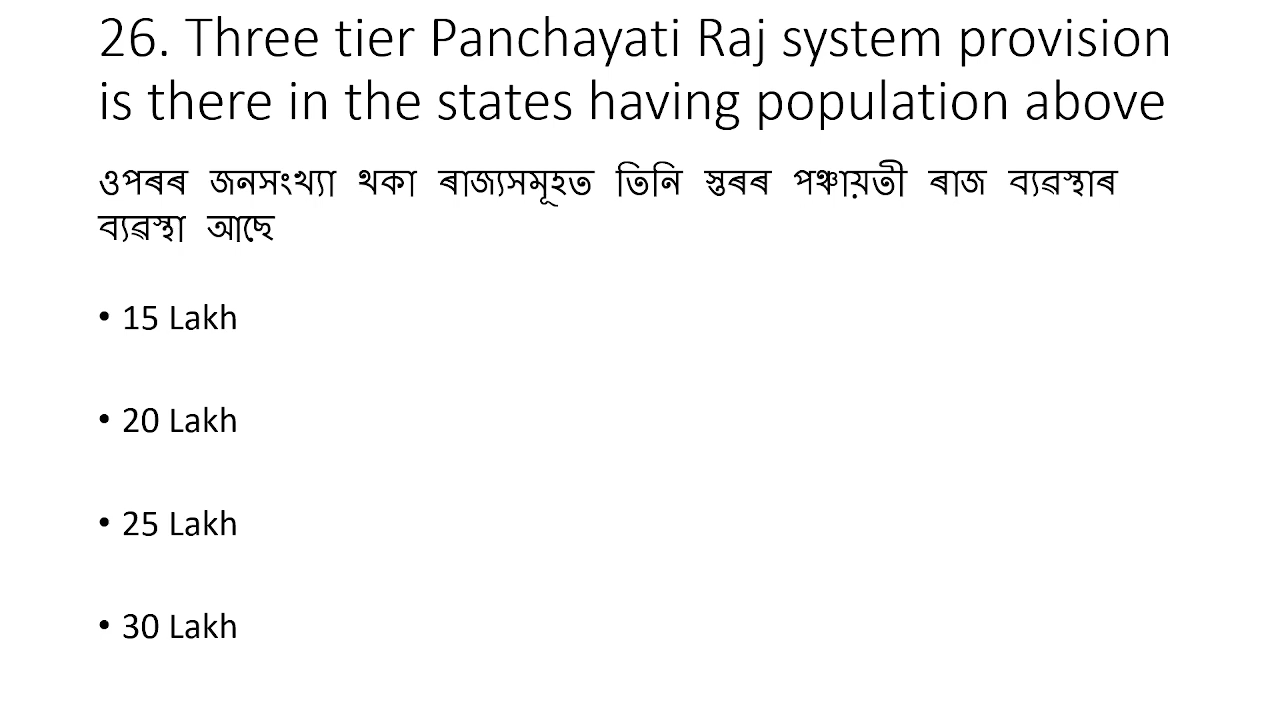 26. Three tier Panchayati Raj system provision
is there in the states having population above
ওপৰৰ জনসংখ্যা থকা ৰাজ্যসমূহত তিনি স্তৰৰ পঞ্চায়তী ৰাজ ব্যৱস্থাৰ
ব্যৱস্থা আছে
• 15 Lakh
• 20 Lakh
• 25 Lakh
• 30 Lakh